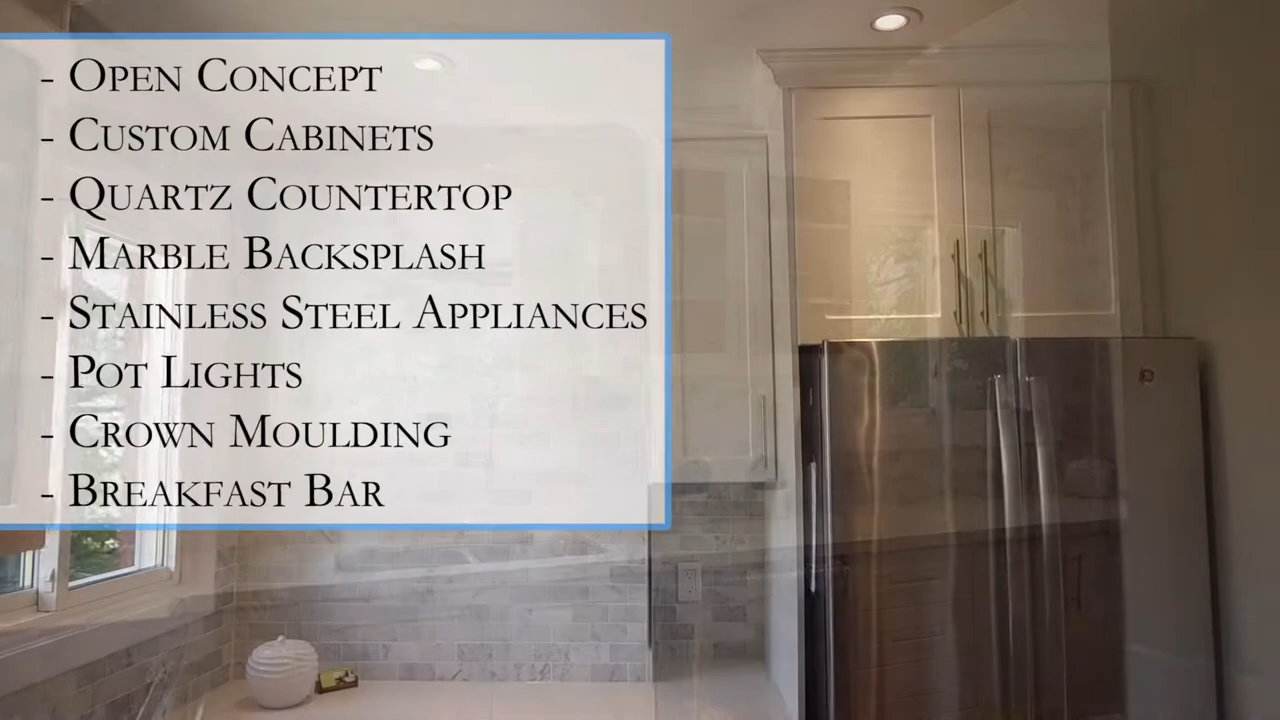 - Open Concept
- Custom Cabinets
- Quartz Countertop
- Marble Backsplash
- Stainless Steel Appliances
- Pot Lights
- Crown Moulding
- Breakfast Bar